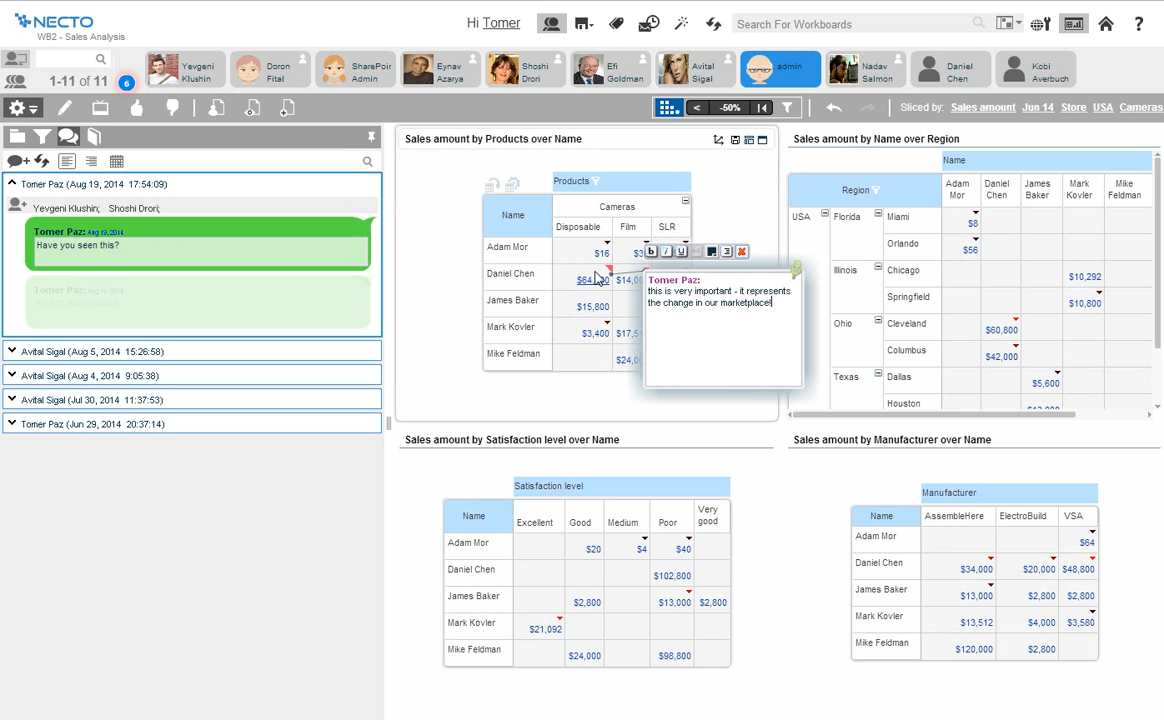 NECTO
WB2 - Sales Analysis
Hi Tomer
Search For Workboards
1-11 of 11
6
Yevgeni Klushin
Doron Fital
SharePoir Admin
Eynav Azarya
Shoshi Drori
Efi Goldman
Avital Sigal
admin
Nadav Salmon
Daniel Chen
Kobi Averbuch
-50%
Sliced by: Sales amount Jun 14 Store USA Cameras
Tomer Paz (Aug 19, 2014 17:54:09)
Yevgeni Klushin; Shoshi Drori;
Tomer Paz: Aug 19, 2014
Have you seen this?
Avital Sigal (Aug 5, 2014 15:26:58)
Avital Sigal (Aug 4, 2014 9:05:38)
Avital Sigal (Jul 30, 2014 11:37:53)
Tomer Paz (Jun 29, 2014 20:37:14)
Sales amount by Products over Name
Products
Name
Cameras
Disposable Film SLR
Adam Mor $16
Daniel Chen
James Baker $15,800
Mark Kovler $3,400
Mike Feldman
b i u
Tomer Paz:
this is very important - it represents
the change in our marketplace!
Sales amount by Name over Region
Name
Region
Adam Mor
Daniel Chen
James Baker
Mark Kovler
Mike Feldman
USA Florida Miami $8
Orlando $56
Illinois Chicago $10,292
Springfield $10,800
Ohio Cleveland $60,800
Columbus $42,000
Texas Dallas $5,600
Houston
Sales amount by Satisfaction level over Name
Satisfaction level
Name Excellent Good Medium Poor Very good
Adam Mor $20 $4 $40
Daniel Chen $102,800
James Baker $2,800 $13,000 $2,800
Mark Kovler $21,092
Mike Feldman $24,000 $98,800
Sales amount by Manufacturer over Name
Manufacturer
Name AssembleHere ElectroBuild VSA
Adam Mor $64
Daniel Chen $34,000 $20,000 $48,800
James Baker $13,000 $2,800 $2,800
Mark Kovler $13,512 $4,000 $3,580
Mike Feldman $120,000 $2,800